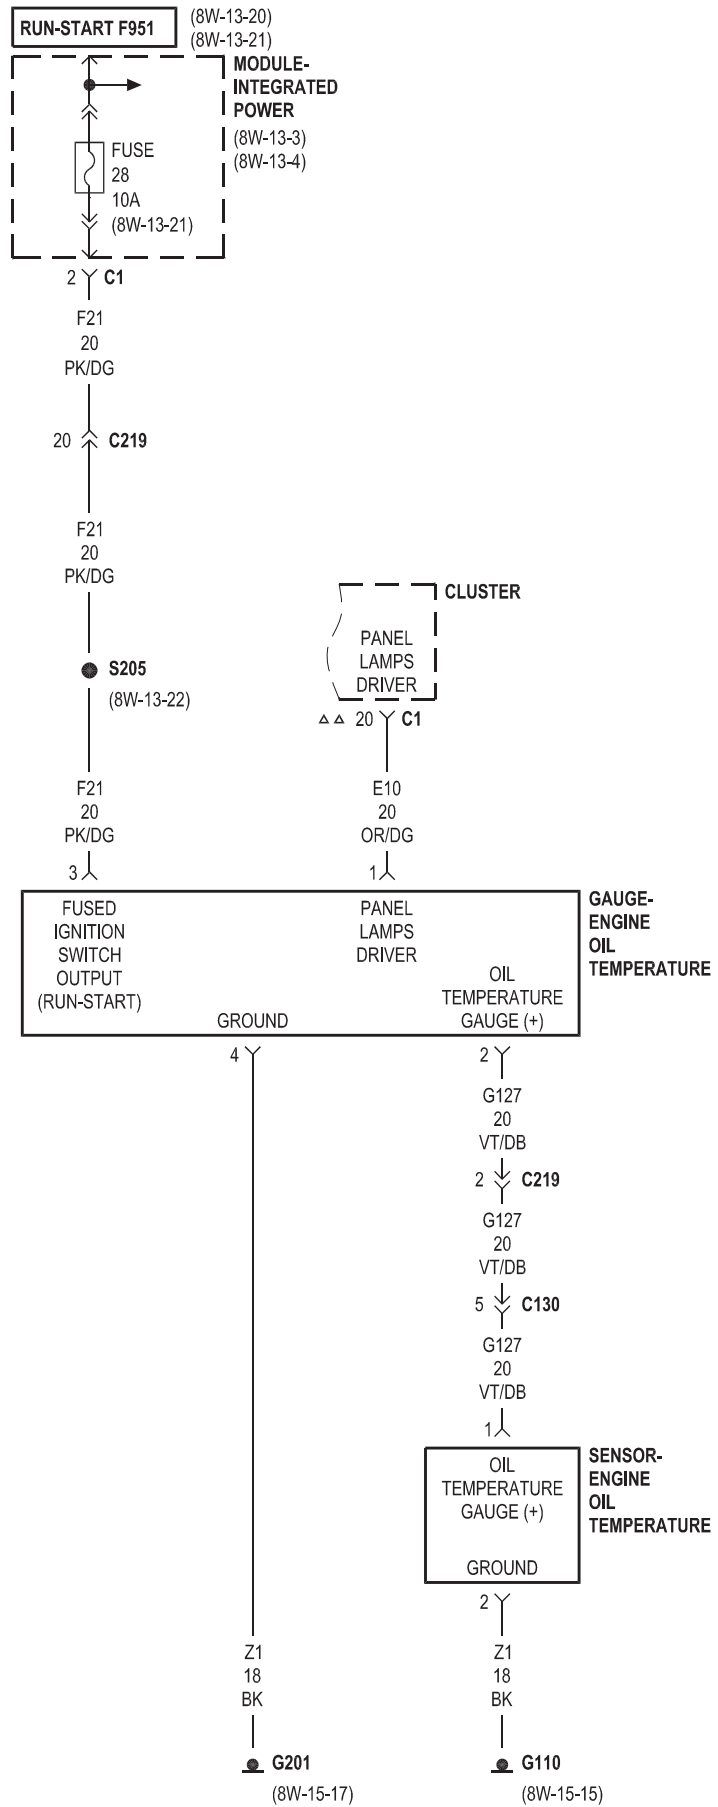 RUN-START F951
(8W-13-20)
(8W-13-21)
MODULE-
INTEGRATED
POWER
(8W-13-3)
(8W-13-4)
FUSE
28
10A
(8W-13-21)
2 C1
F21
20
PK/DG
20 C219
F21
20
PK/DG
S205
(8W-13-22)
F21
20
PK/DG
3
CLUSTER
PANEL
LAMPS
DRIVER
△△ 20 C1
E10
20
OR/DG
1
FUSED
IGNITION
SWITCH
OUTPUT
(RUN-START)
PANEL
LAMPS
DRIVER
GAUGE-
ENGINE
OIL
TEMPERATURE
GROUND
OIL
TEMPERATURE
GAUGE (+)
4
2
G127
20
VT/DB
2 C219
G127
20
VT/DB
5 C130
G127
20
VT/DB
1
OIL
TEMPERATURE
GAUGE (+)
GROUND
SENSOR-
ENGINE
OIL
TEMPERATURE
2
Z1
18
BK
G201
(8W-15-17)
Z1
18
BK
G110
(8W-15-15)